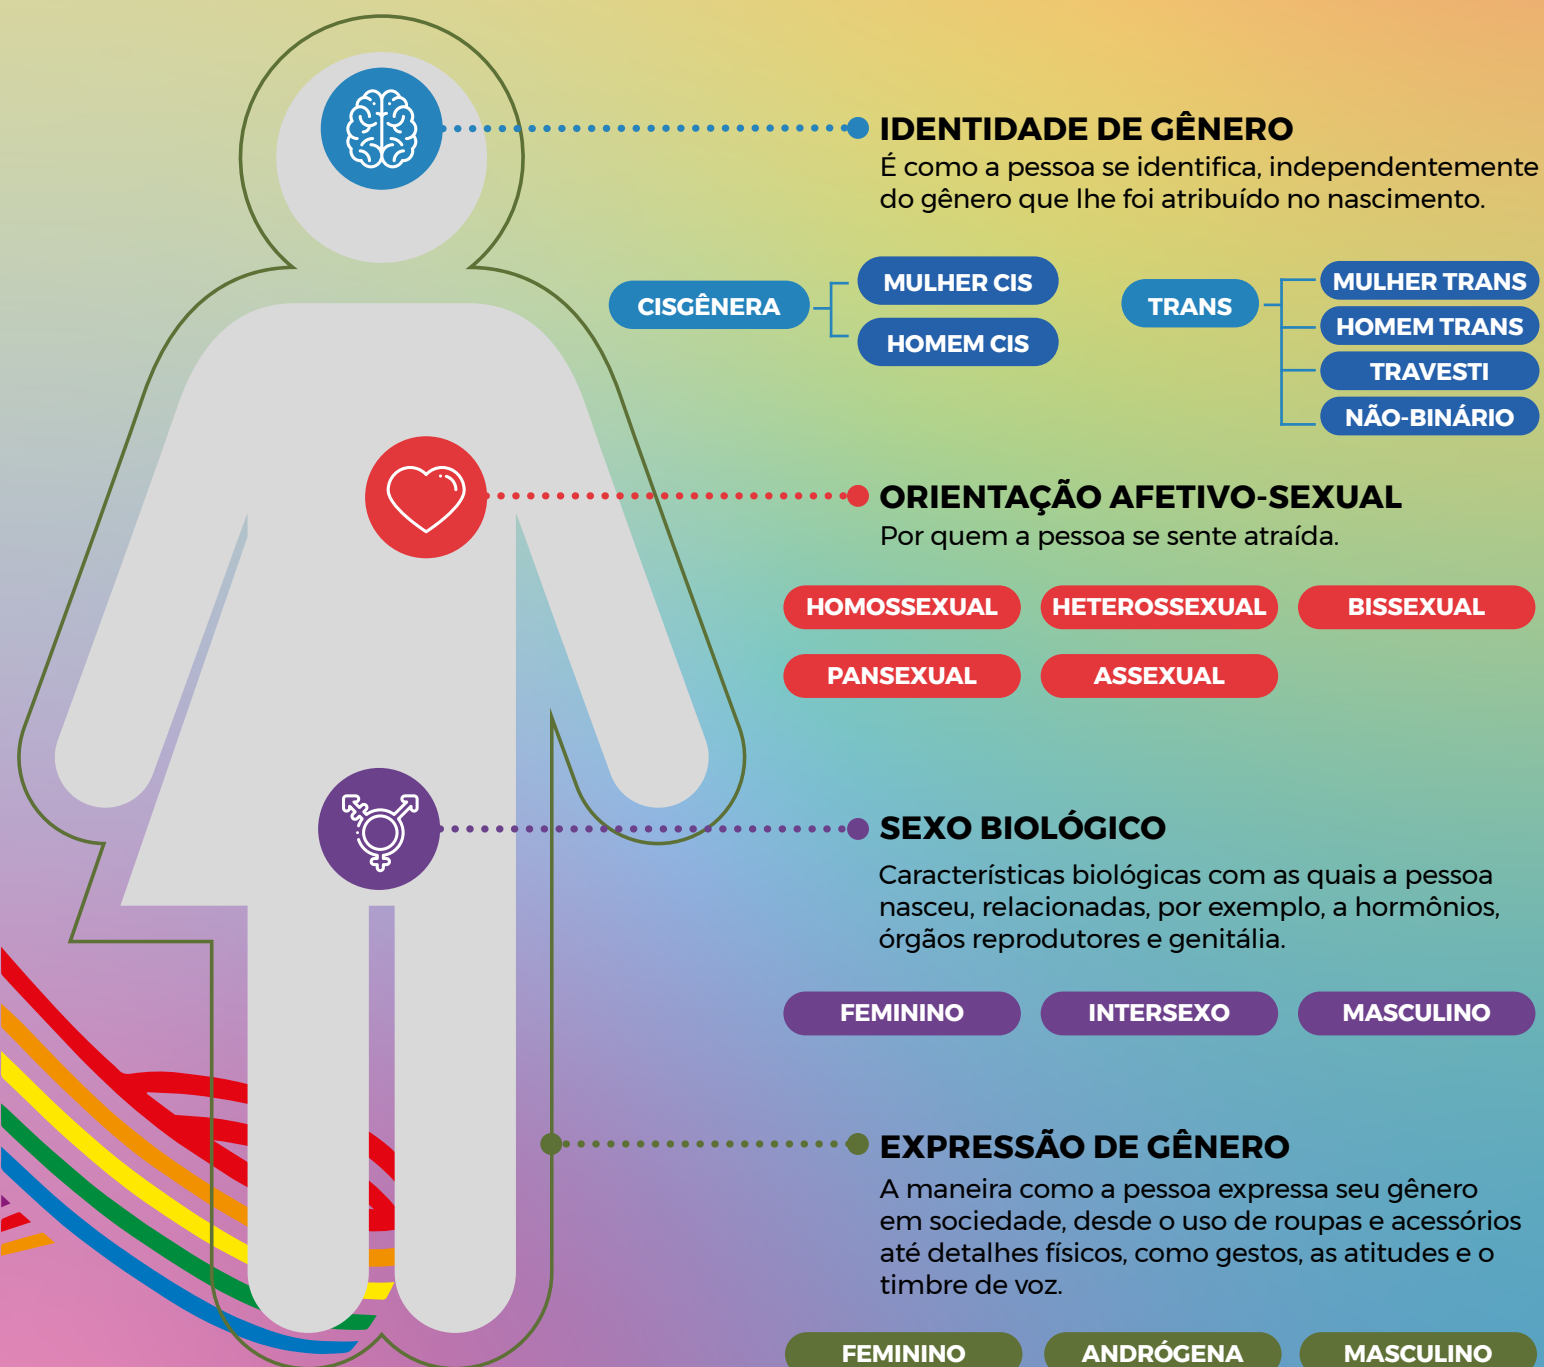 IDENTIDADE DE GÊNERO
É como a pessoa se identifica, independentemente
do gênero que lhe foi atribuído no nascimento.
CISGÊNERA
MULHER CIS
HOMEM CIS
TRANS
MULHER TRANS
HOMEM TRANS
TRAVESTI
NÃO-BINÁRIO
ORIENTAÇÃO AFETIVO-SEXUAL
Por quem a pessoa se sente atraída.
HOMOSSEXUAL HETEROSSEXUAL BISSEXUAL
PANSEXUAL ASSEXUAL
SEXO BIOLÓGICO
Características biológicas com as quais a pessoa
nasceu, relacionadas, por exemplo, a hormônios,
órgãos reprodutores e genitália.
FEMININO INTERSEXO MASCULINO
EXPRESSÃO DE GÊNERO
A maneira como a pessoa expressa seu gênero
em sociedade, desde o uso de roupas e acessórios
até detalhes físicos, como gestos, as atitudes e o
timbre de voz.
FEMININO ANDRÓGENA MASCULINO